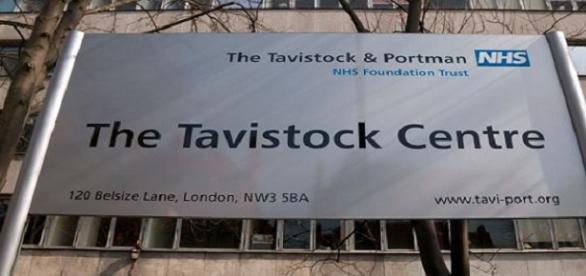 The Tavistock & Portman NHS
NHS Foundation Trust
The Tavistock Centre
120 Belsize Lane, London, NW3 5BA www.tavi-port.org